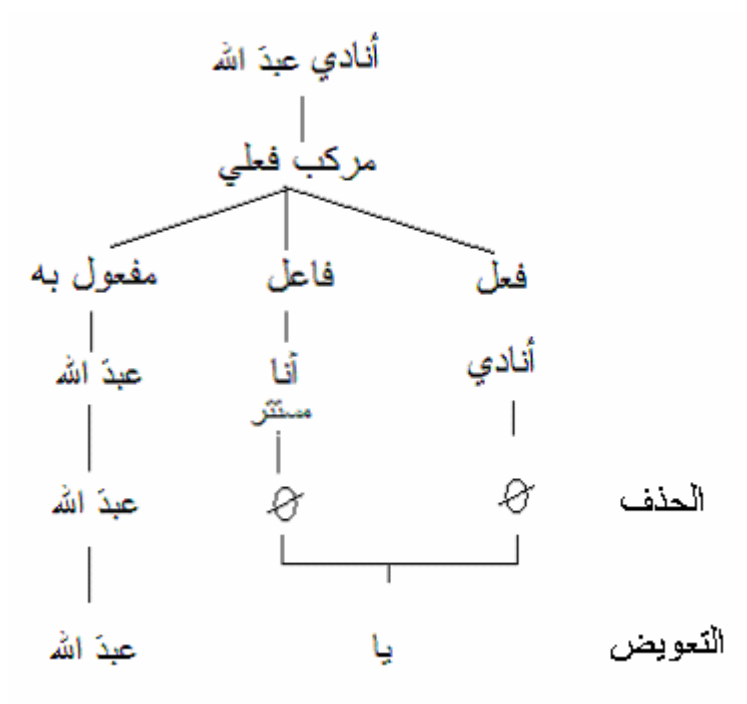 أنادي عبدَ الله
مركب فعلي
فعل فاعل مفعول به
أنادي أنا عبدَ الله
مستتر
الحذف ∅ ∅ عبدَ الله
التعويض يا عبدَ الله